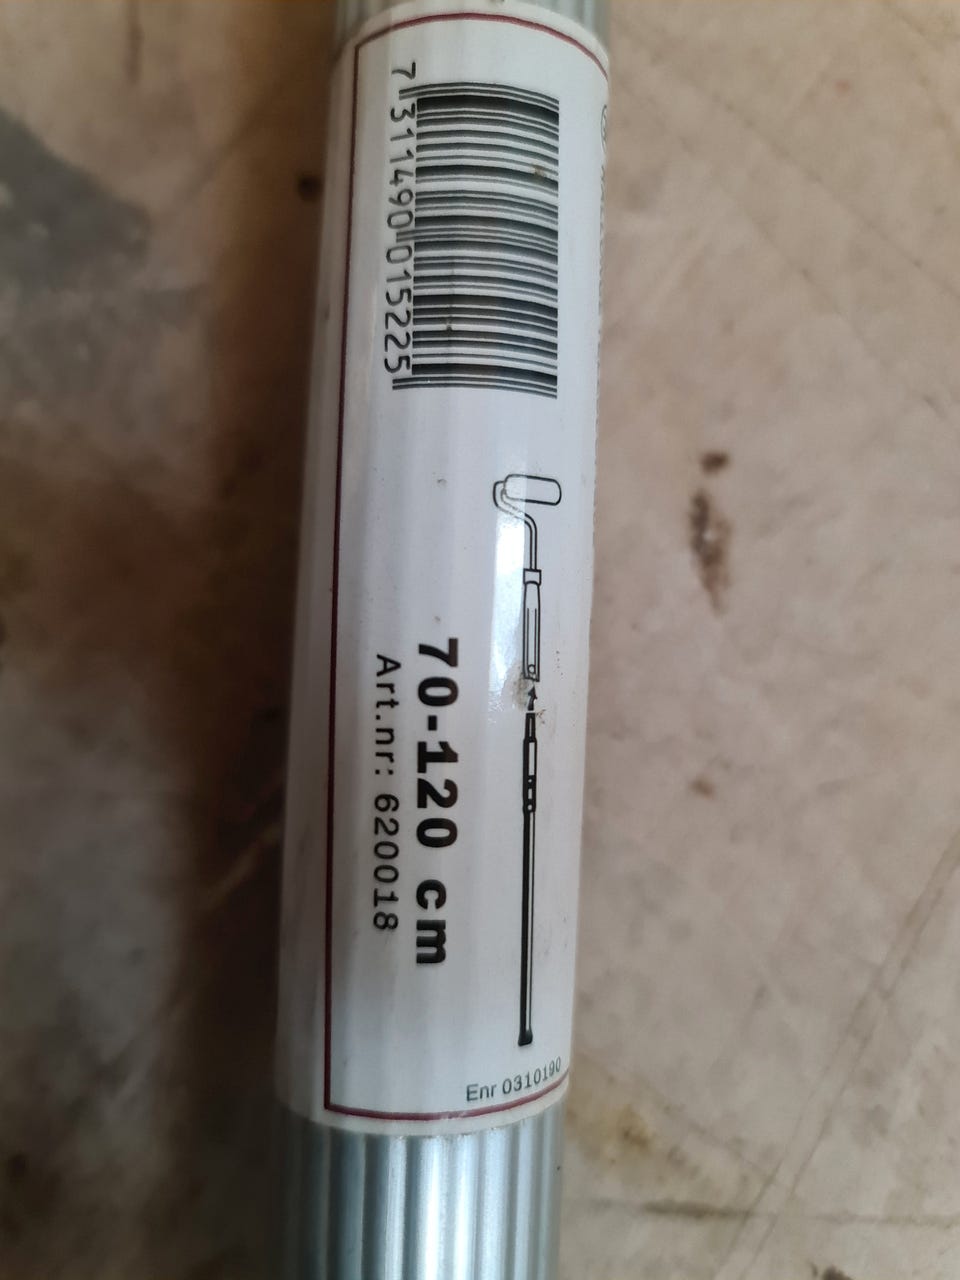 7 311490 015225
70-120 cm
Art.nr: 620018
Enr 0310190